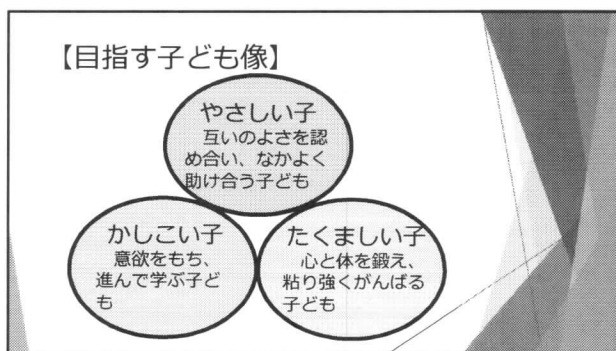 【目指す子ども像】
やさしい子
互いのよさを認
め合い、なかよく
助け合う子ども
かしこい子
意欲をもち、
進んで学ぶ子ど
も
たくましい子
心と体を鍛え、
粘り強くがんばる
子ども